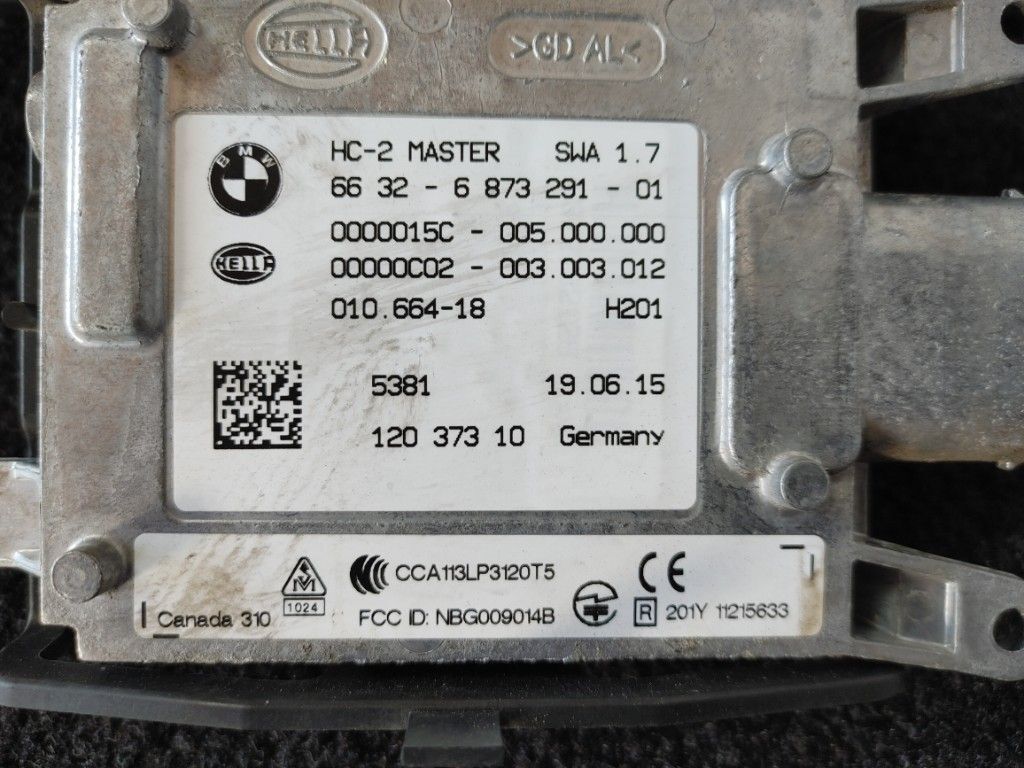 HELLA
>GD AL<
BMW
HC-2 MASTER SWA 1.7
66 32 - 6 873 291 - 01
0000015C - 005.000.000
HELLA
00000C02 - 003.003.012
010.664-18 H201
5381 19.06.15
120 373 10 Germany
CCA113LP3120T5
CE
1024
Canada 310
FCC ID: NBG009014B
R 201Y 11215633